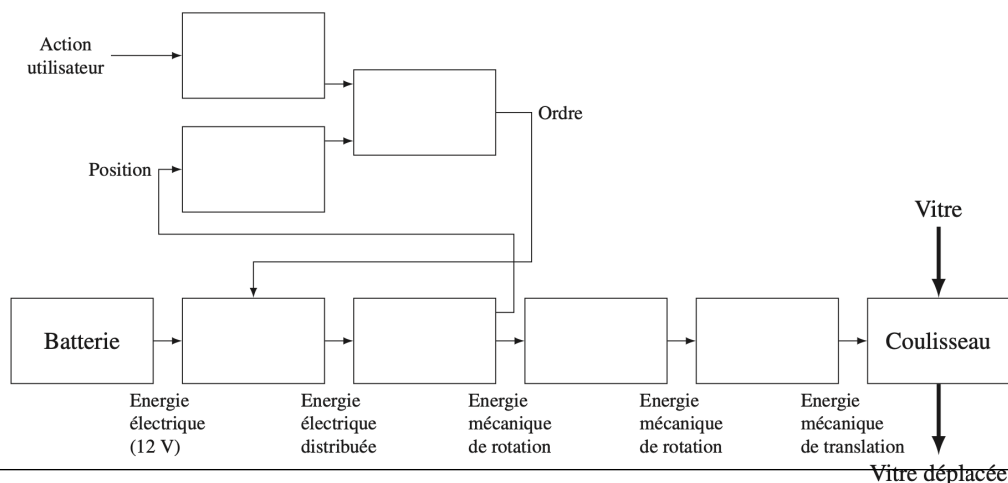 Action
utilisateur
Ordre
Position
Vitre
Batterie
Coulisseau
Energie
électrique
(12 V)
Energie
électrique
distribuée
Energie
mécanique
de rotation
Energie
mécanique
de rotation
Energie
mécanique
de translation
Vitre déplacée